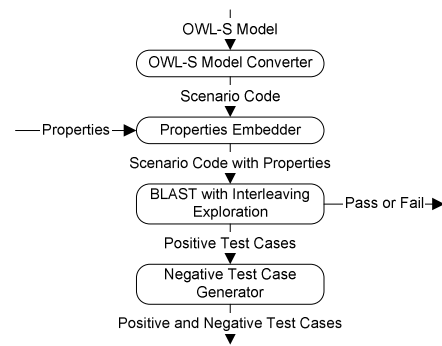 OWL-S Model
OWL-S Model Converter
Scenario Code
Properties
Properties Embedder
Scenario Code with Properties
BLAST with Interleaving
Exploration
Pass or Fail
Positive Test Cases
Negative Test Case
Generator
Positive and Negative Test Cases